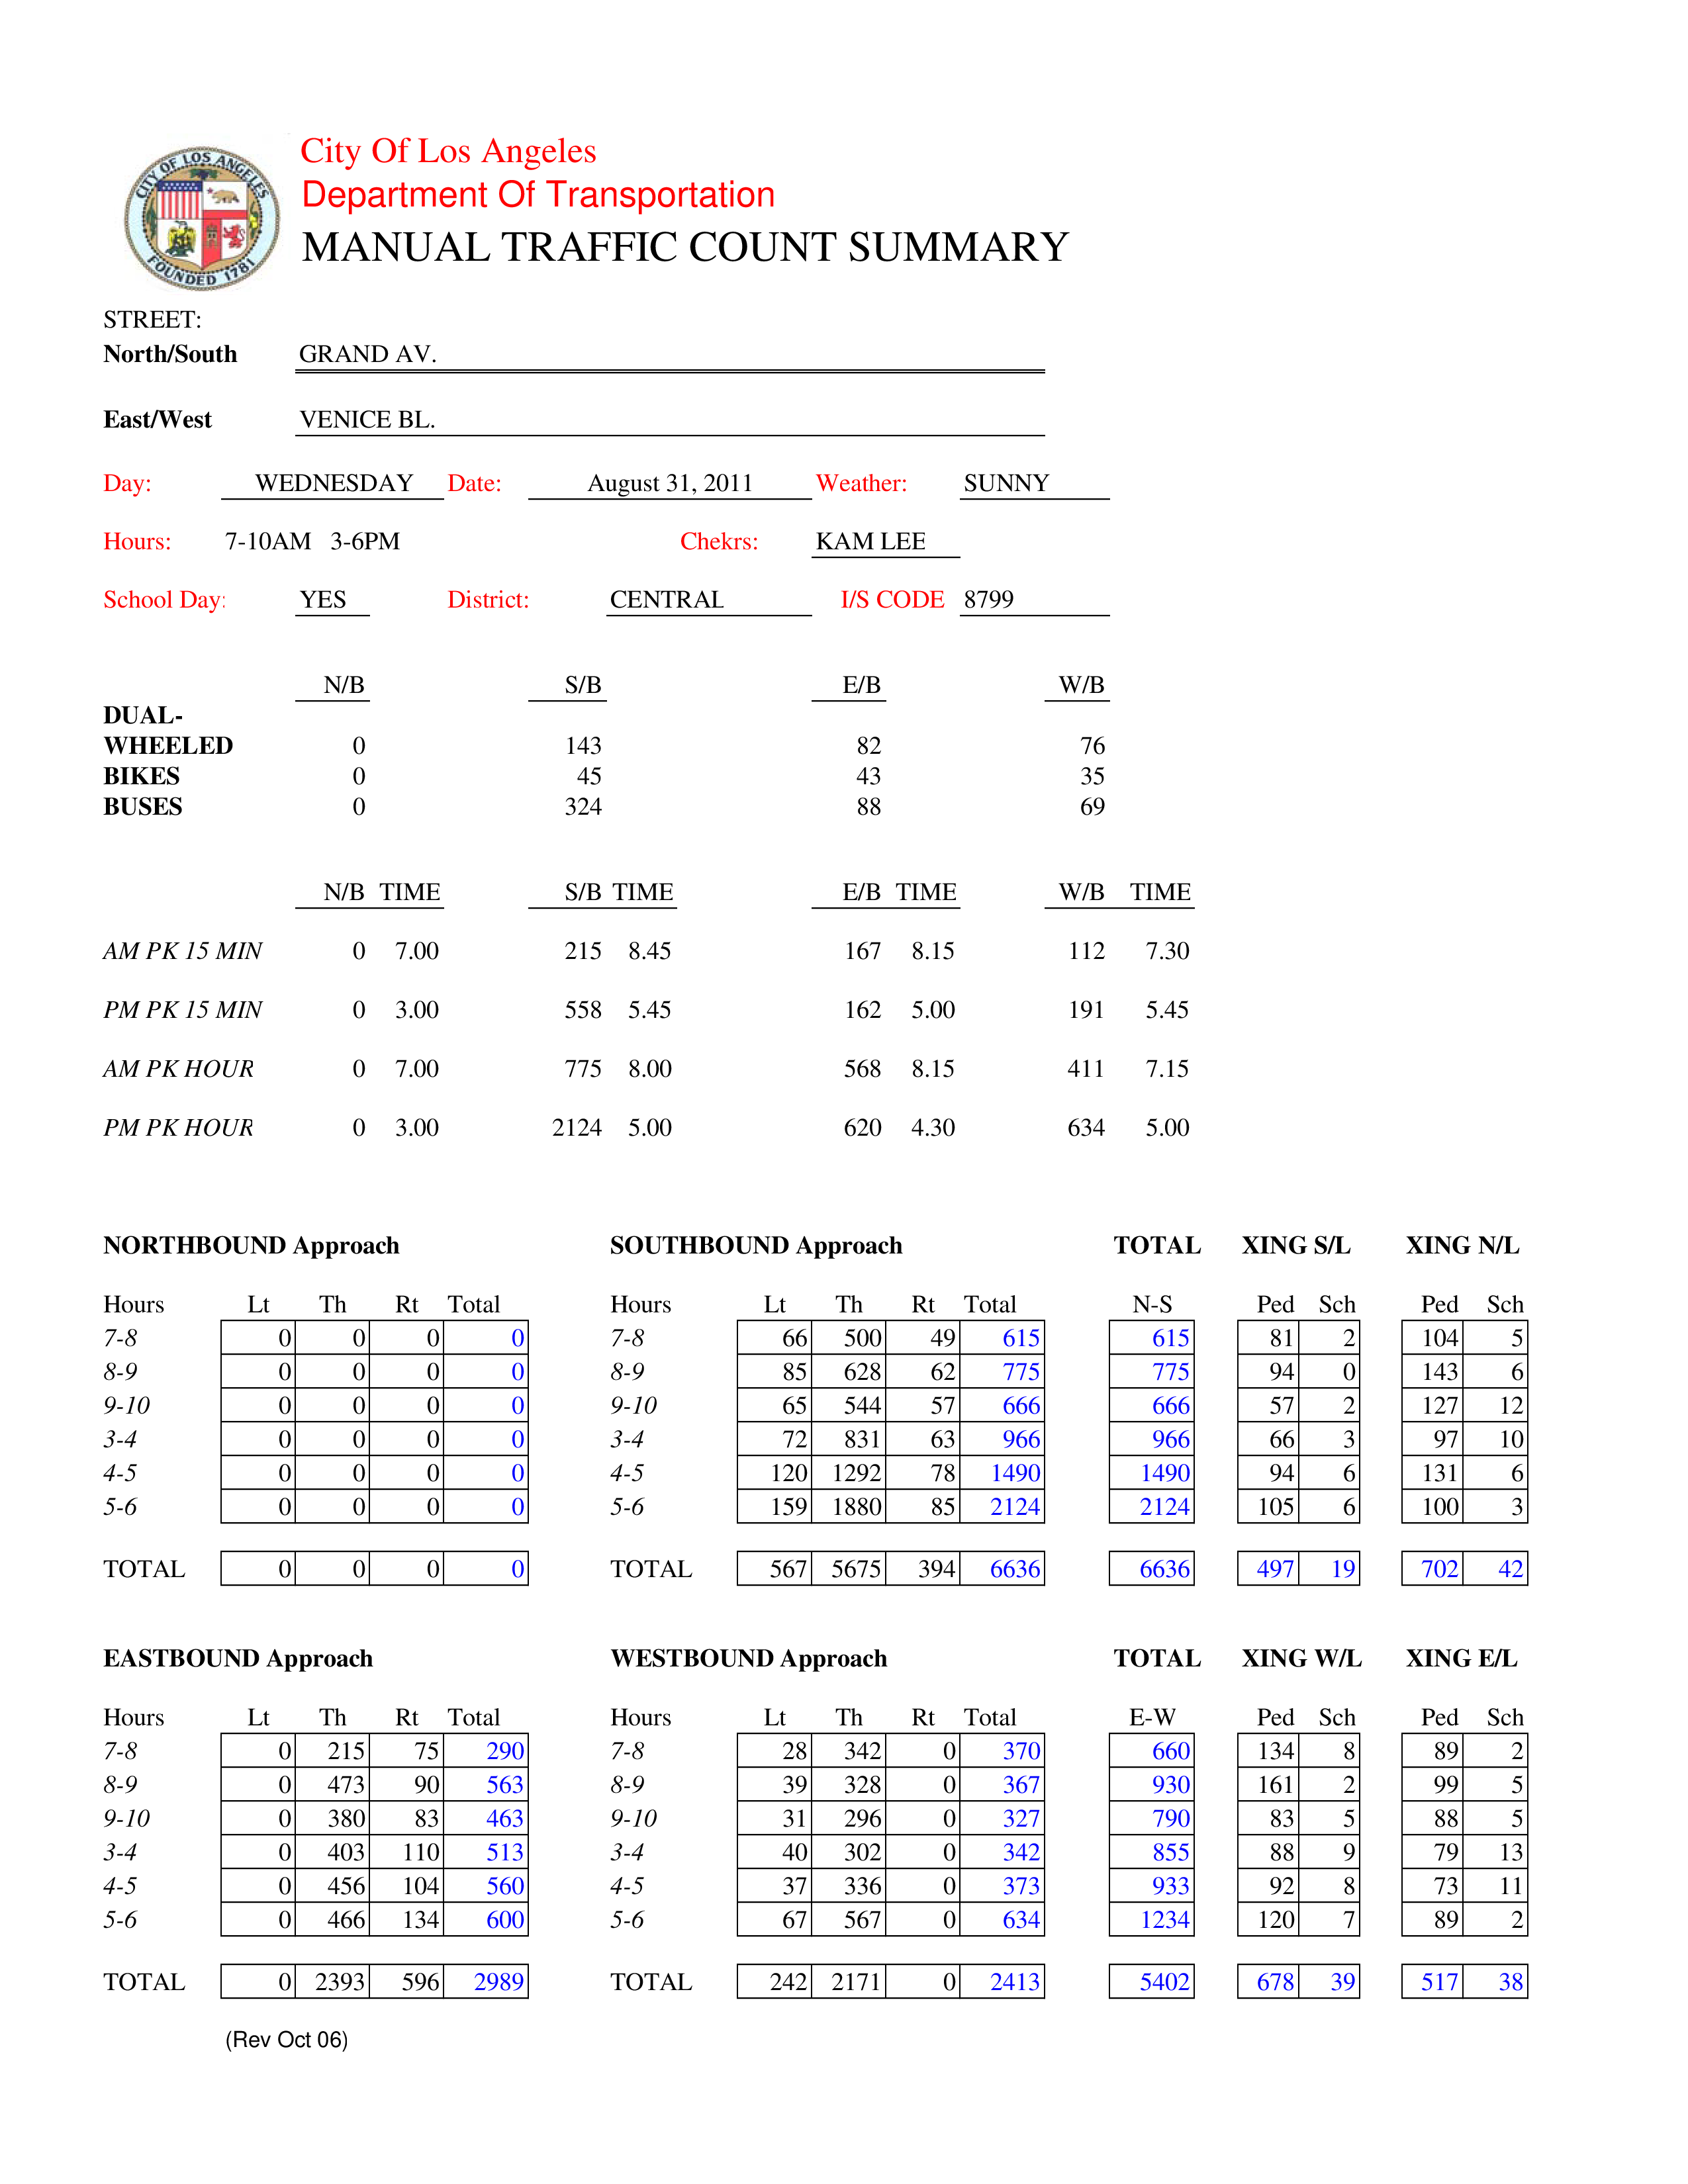 CITY OF LOS ANGELES
FOUNDED 1781
City Of Los Angeles
Department Of Transportation
MANUAL TRAFFIC COUNT SUMMARY
STREET:
North/South GRAND AV.
East/West VENICE BL.
Day: WEDNESDAY Date: August 31, 2011 Weather: SUNNY
Hours: 7-10AM 3-6PM Chekrs: KAM LEE
School Day: YES District: CENTRAL I/S CODE 8799
N/B S/B E/B W/B
DUAL-
WHEELED 0 143 82 76
BIKES 0 45 43 35
BUSES 0 324 88 69
N/B TIME S/B TIME E/B TIME W/B TIME
AM PK 15 MIN 0 7.00 215 8.45 167 8.15 112 7.30
PM PK 15 MIN 0 3.00 558 5.45 162 5.00 191 5.45
AM PK HOUR 0 7.00 775 8.00 568 8.15 411 7.15
PM PK HOUR 0 3.00 2124 5.00 620 4.30 634 5.00
NORTHBOUND Approach SOUTHBOUND Approach TOTAL XING S/L XING N/L
Hours Lt Th Rt Total Hours Lt Th Rt Total N-S Ped Sch Ped Sch
7-8 0 0 0 0 7-8 66 500 49 615 615 81 2 104 5
8-9 0 0 0 0 8-9 85 628 62 775 775 94 0 143 6
9-10 0 0 0 0 9-10 65 544 57 666 666 57 2 127 12
3-4 0 0 0 0 3-4 72 831 63 966 966 66 3 97 10
4-5 0 0 0 0 4-5 120 1292 78 1490 1490 94 6 131 6
5-6 0 0 0 0 5-6 159 1880 85 2124 2124 105 6 100 3
TOTAL 0 0 0 0 TOTAL 567 5675 394 6636 6636 497 19 702 42
EASTBOUND Approach WESTBOUND Approach TOTAL XING W/L XING E/L
Hours Lt Th Rt Total Hours Lt Th Rt Total E-W Ped Sch Ped Sch
7-8 0 215 75 290 7-8 28 342 0 370 660 134 8 89 2
8-9 0 473 90 563 8-9 39 328 0 367 930 161 2 99 5
9-10 0 380 83 463 9-10 31 296 0 327 790 83 5 88 5
3-4 0 403 110 513 3-4 40 302 0 342 855 88 9 79 13
4-5 0 456 104 560 4-5 37 336 0 373 933 92 8 73 11
5-6 0 466 134 600 5-6 67 567 0 634 1234 120 7 89 2
TOTAL 0 2393 596 2989 TOTAL 242 2171 0 2413 5402 678 39 517 38
(Rev Oct 06)